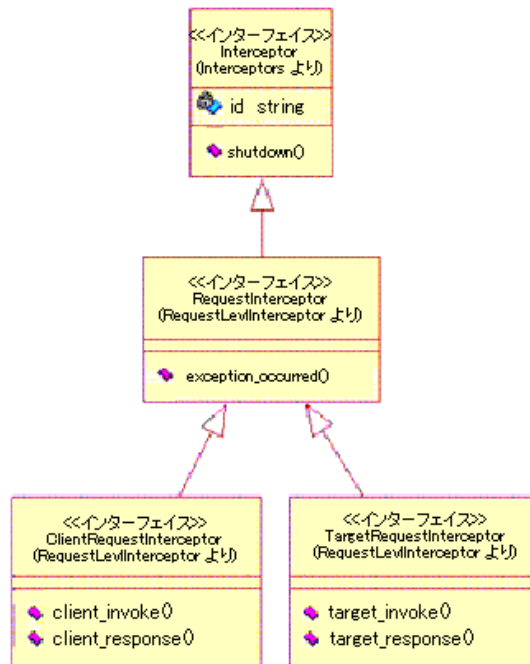 <<インターフェイス>>
Interceptor
(Interceptors より)
id string
shutdown()
<<インターフェイス>>
RequestInterceptor
(RequestLevlInterceptor より)
exception_occurred()
<<インターフェイス>>
ClientRequestInterceptor
(RequestLevlInterceptor より)
client_invoke()
client_response()
<<インターフェイス>>
TargetRequestInterceptor
(RequestLevlInterceptor より)
target_invoke()
target_response()